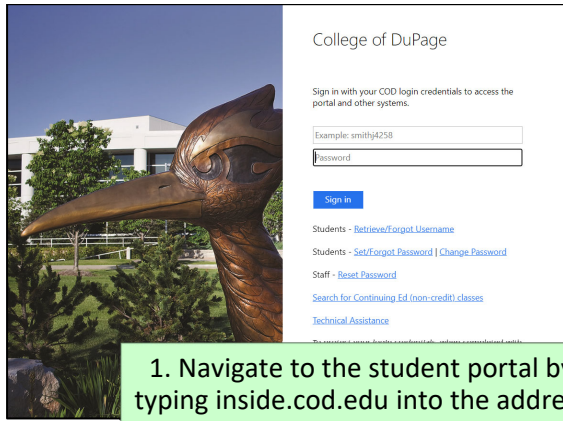 College of DuPage
Sign in with your COD login credentials to access the
portal and other systems.
Example: smithj4258
Password
Sign in
Students - Retrieve/Forgot Username
Students - Set/Forgot Password | Change Password
Staff - Reset Password
Search for Continuing Ed (non-credit) classes
Technical Assistance
1. Navigate to the student portal by
typing inside.cod.edu into the addre